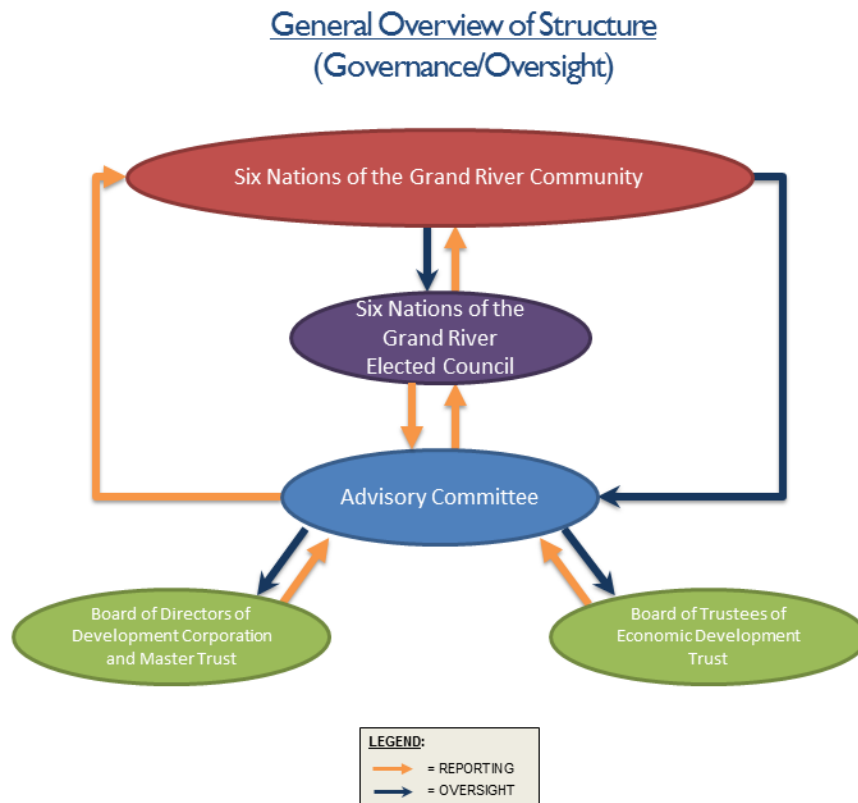 General Overview of Structure
(Governance/Oversight)
Six Nations of the Grand River Community
Six Nations of the
Grand River
Elected Council
Advisory Committee
Board of Directors of
Development Corporation
and Master Trust
Board of Trustees of
Economic Development
Trust
LEGEND:
= REPORTING
= OVERSIGHT